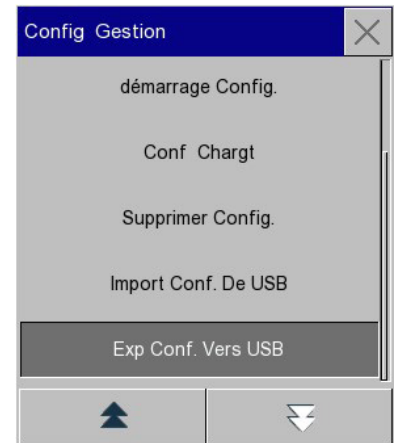 Config Gestion
démarrage Config.
Conf Chargt
Supprimer Config.
Import Conf. De USB
Exp Conf. Vers USB